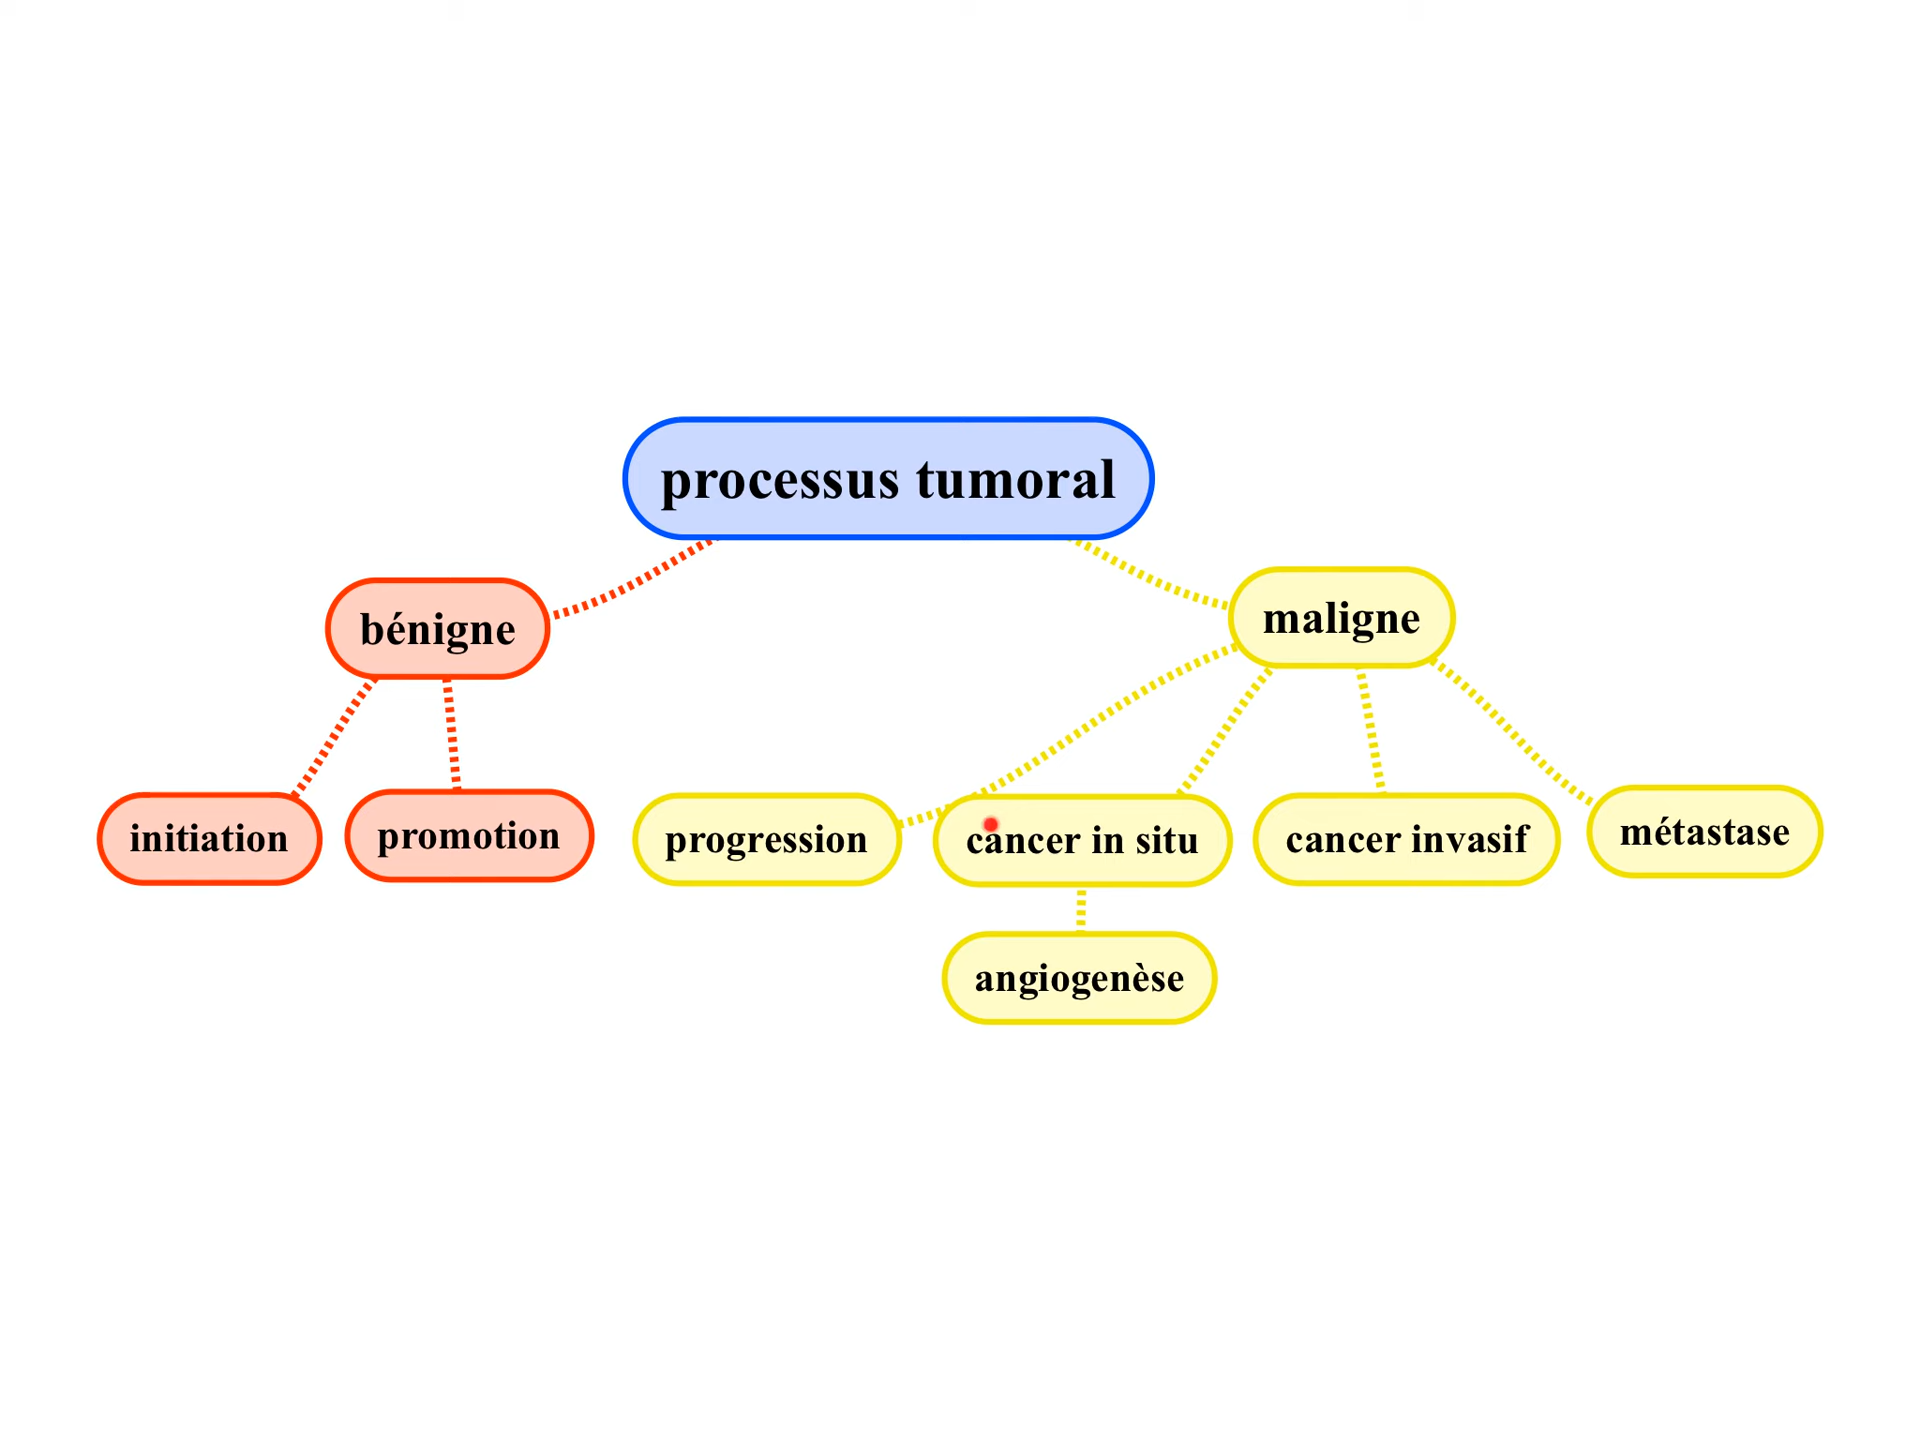 processus tumoral
bénigne
maligne
initiation
promotion
progression
cancer in situ
cancer invasif
métastase
angiogenèse